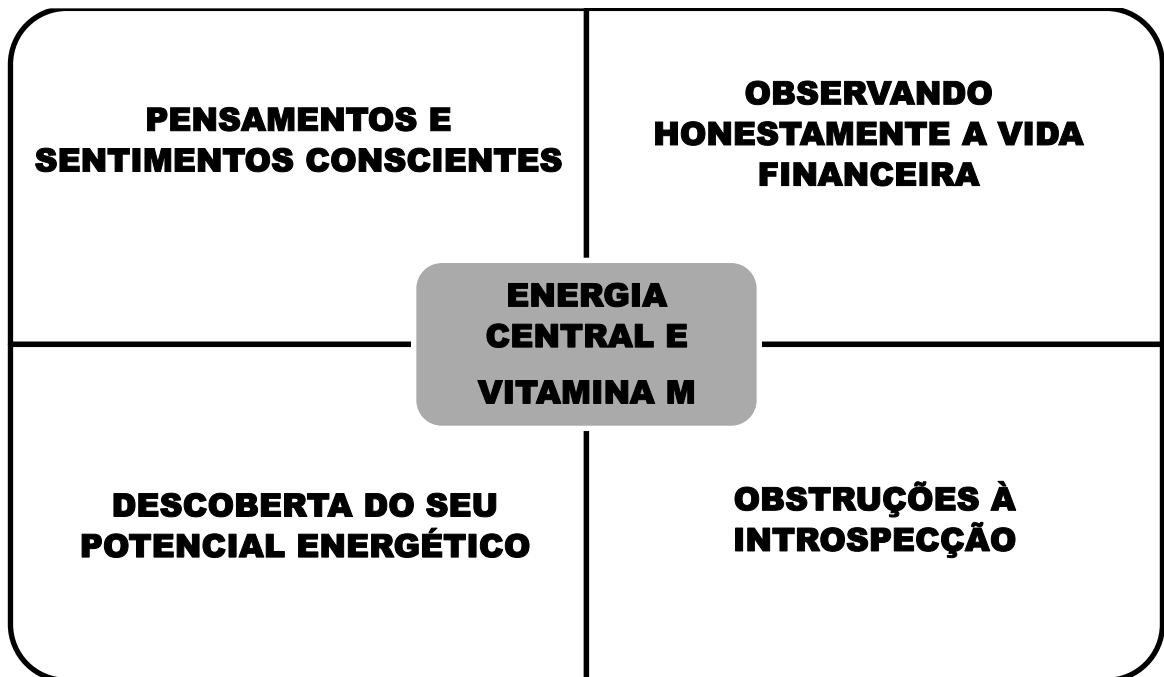 PENSAMENTOS E
SENTIMENTOS CONSCIENTES
OBSERVANDO
HONESTAMENTE A VIDA
FINANCEIRA
ENERGIA
CENTRAL E
VITAMINA M
DESCOBERTA DO SEU
POTENCIAL ENERGÉTICO
OBSTRUÇÕES À
INTROSPECÇÃO